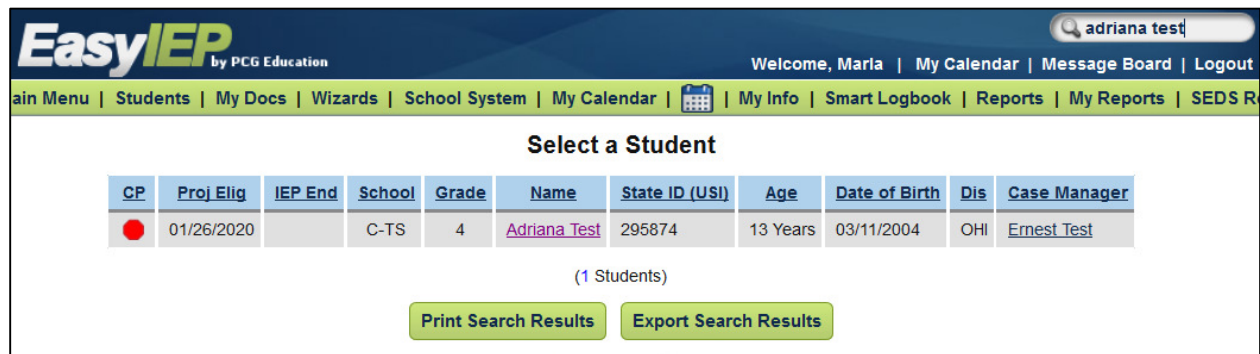 adriana test
EasyIEP by PCG Education
Welcome, Marla | My Calendar | Message Board | Logout
ain Menu | Students | My Docs | Wizards | School System | My Calendar | | My Info | Smart Logbook | Reports | My Reports | SEDS Re
Select a Student
CP Proj Elig IEP End School Grade Name State ID (USI) Age Date of Birth Dis Case Manager
01/26/2020 C-TS 4 Adriana Test 295874 13 Years 03/11/2004 OHI Ernest Test
(1 Students)
Print Search Results Export Search Results